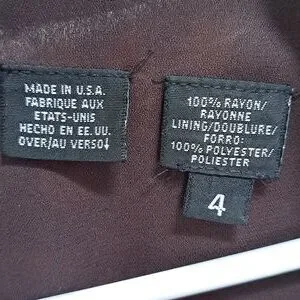 MADE IN U.S.A.
FABRIQUE AUX
ETATS-UNIS
HECHO EN EE.UU.
OVER/AU VERSO↓
100% RAYON/
RAYONNE
LINING/DOUBLURE/
FORRO:
100% POLYESTER/
POLIESTER
4